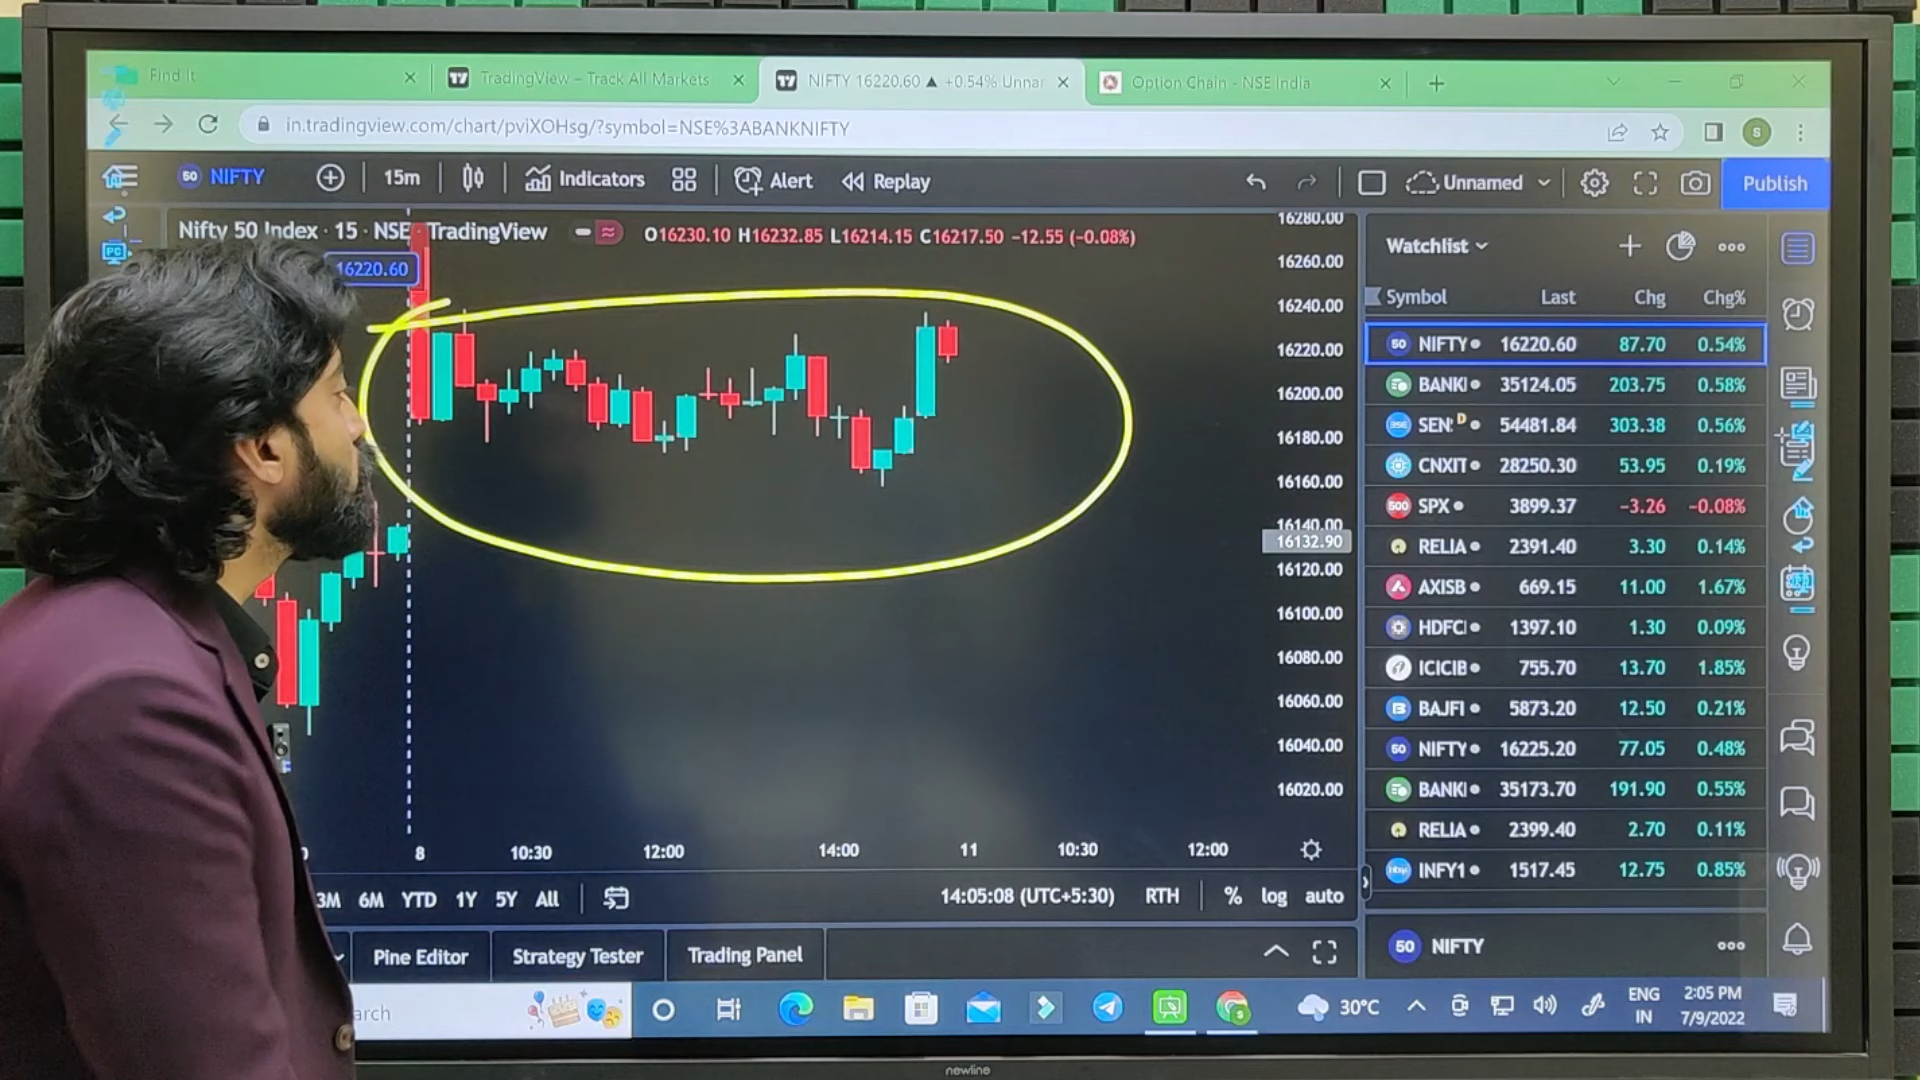 Find It
TradingView – Track All Markets
NIFTY 16220.60 ▲ +0.54% Unnar
Option Chain - NSE India
in.tradingview.com/chart/pviXOHsg/?symbol=NSE%3ABANKNIFTY
S
50 NIFTY
15m
Indicators
Alert
Replay
Unnamed
Publish
Nifty 50 Index · 15 · NSE TradingView
O16230.10 H16232.85 L16214.15 C16217.50 −12.55 (−0.08%)
16220.60
PC
16280.00
16260.00
16240.00
16220.00
16200.00
16180.00
16160.00
16140.00
16132.90
16120.00
16100.00
16080.00
16060.00
16040.00
16020.00
Watchlist
Symbol Last Chg Chg%
50 NIFTY 16220.60 87.70 0.54%
BANKI 35124.05 203.75 0.58%
SEN: D 54481.84 303.38 0.56%
CNXIT 28250.30 53.95 0.19%
500 SPX 3899.37 −3.26 −0.08%
RELIA 2391.40 3.30 0.14%
AXISB 669.15 11.00 1.67%
HDFCI 1397.10 1.30 0.09%
ICICIB 755.70 13.70 1.85%
BAJFI 5873.20 12.50 0.21%
50 NIFTY 16225.20 77.05 0.48%
BANKI 35173.70 191.90 0.55%
RELIA 2399.40 2.70 0.11%
INFY1 1517.45 12.75 0.85%
8 10:30 12:00 14:00 11 10:30 12:00
3M 6M YTD 1Y 5Y All
14:05:08 (UTC+5:30) RTH % log auto
Pine Editor
Strategy Tester
Trading Panel
50 NIFTY
arch
30°C
ENG
IN
2:05 PM
7/9/2022
newline